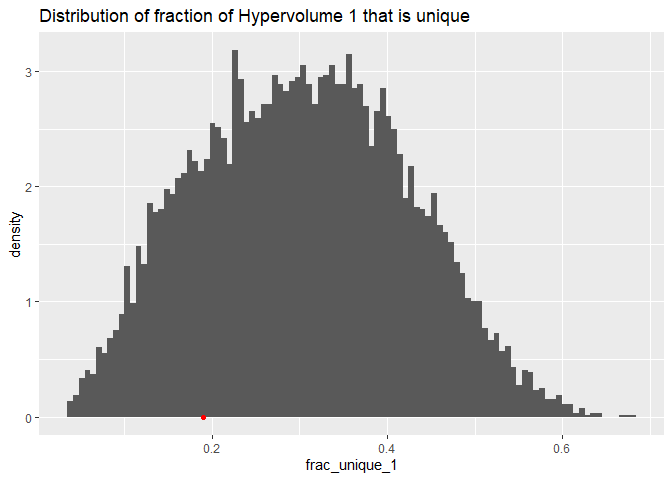 Distribution of fraction of Hypervolume 1 that is unique
3
2
1
0
density
0.2
0.4
0.6
frac_unique_1